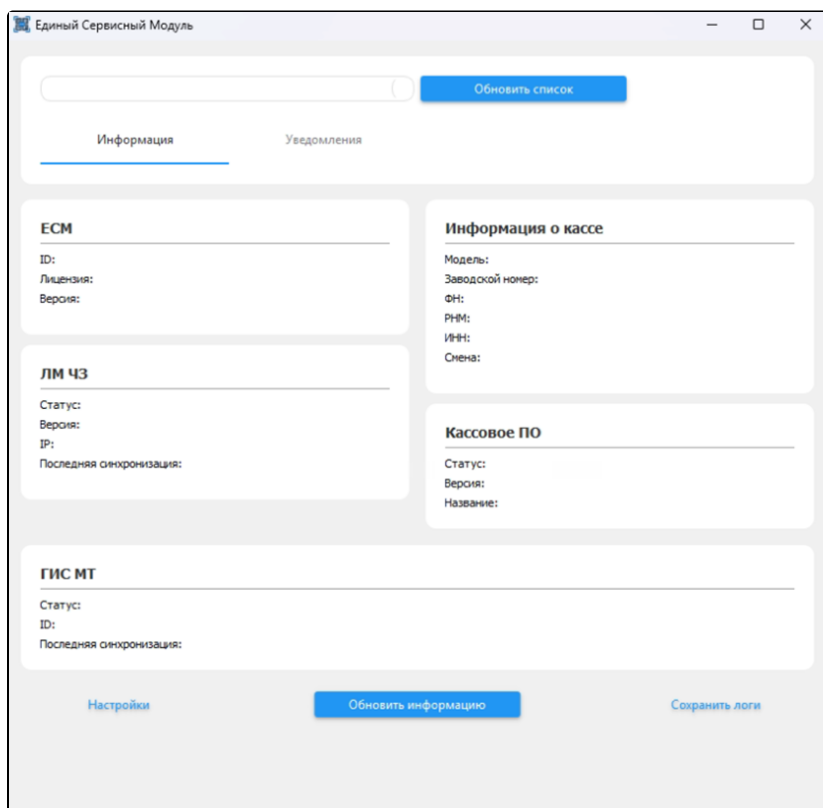 Единый Сервисный Модуль
Обновить список
Информация
Уведомления
ЕСМ
ID:
Лицензия:
Версия:
Информация о кассе
Модель:
Заводской номер:
ФН:
РНМ:
ИНН:
Смена:
ЛМ ЧЗ
Статус:
Версия:
IP:
Последняя синхронизация:
Кассовое ПО
Статус:
Версия:
Название:
ГИС МТ
Статус:
ID:
Последняя синхронизация:
Настройки
Обновить информацию
Сохранить логи